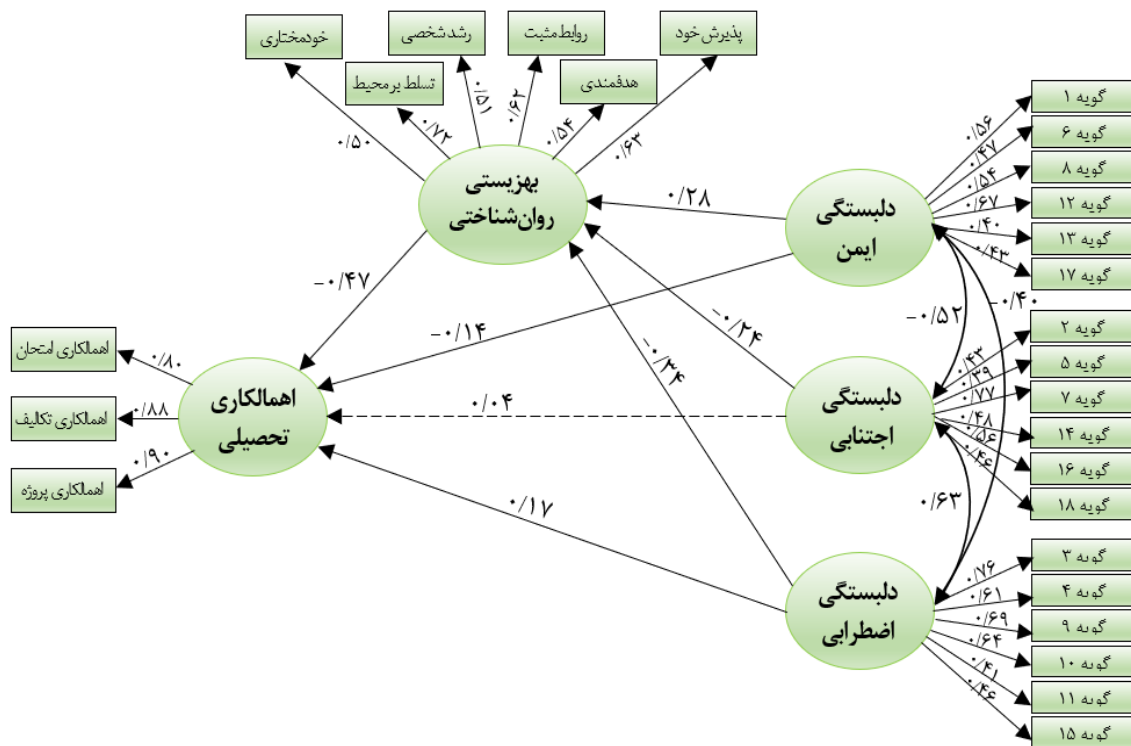 پذیرش خود
روابط مثبت
رشد شخصی
خودمختاری
هدفمندی
تسلط بر محیط
۰/۶۳
۰/۵۴
۰/۶۲
۰/۵۱
۰/۷۲
۰/۵۰
بهزیستی
روان‌شناختی
دلبستگی
ایمن
گویه ۱
گویه ۶
گویه ۸
گویه ۱۲
گویه ۱۳
گویه ۱۷
۰/۵۶
۰/۴۷
۰/۵۴
۰/۶۷
۰/۴۰
۰/۴۳
۰/۲۸
−۰/۴۷
−۰/۱۴
−۰/۲۴
−۰/۳۴
−۰/۵۲
−۰/۴۰
دلبستگی
اجتنابی
گویه ۲
گویه ۵
گویه ۷
گویه ۱۴
گویه ۱۶
گویه ۱۸
۰/۴۳
۰/۳۹
۰/۷۷
۰/۴۸
۰/۵۶
۰/۴۶
۰/۰۴
۰/۶۳
۰/۱۷
اهمالکاری
تحصیلی
اهمالکاری امتحان
اهمالکاری تکالیف
اهمالکاری پروژه
۰/۸۰
۰/۸۸
۰/۹۰
دلبستگی
اضطرابی
گویه ۳
گویه ۴
گویه ۹
گویه ۱۰
گویه ۱۱
گویه ۱۵
۰/۷۶
۰/۶۱
۰/۶۹
۰/۶۴
۰/۴۱
۰/۴۶